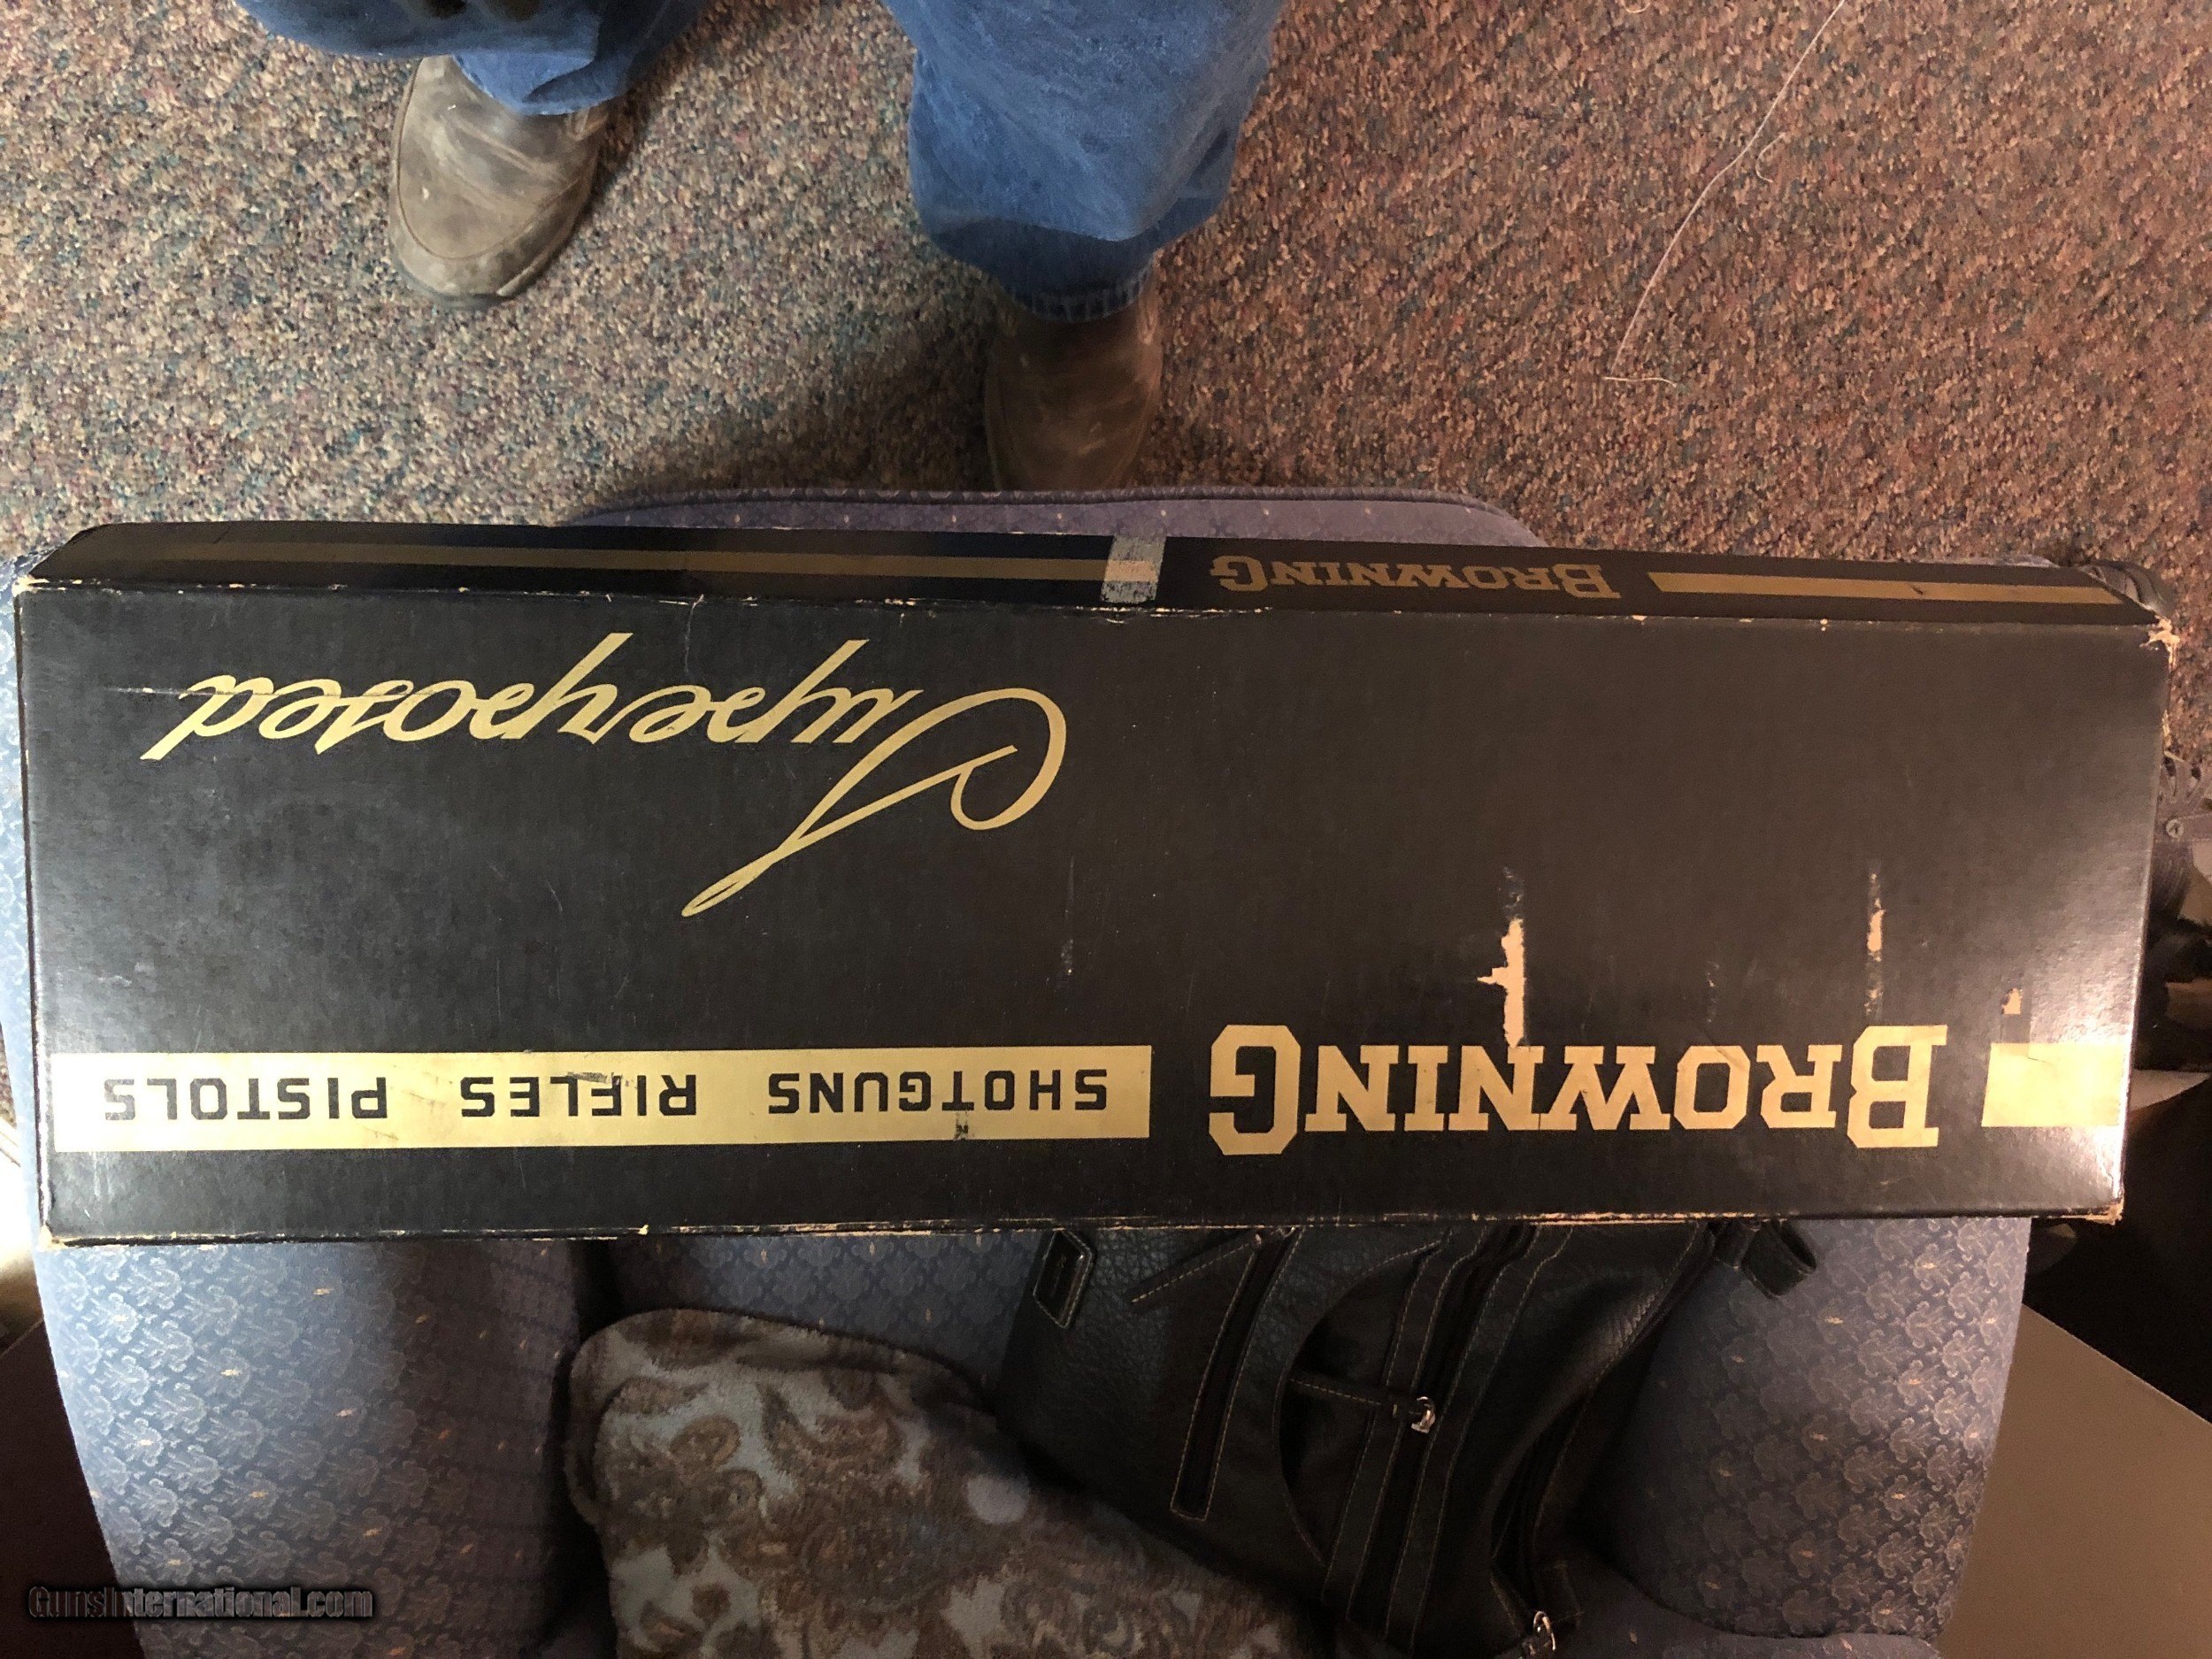 BROWNING
BROWNING SHOTGUNS RIFLES PISTOLS
Superposed
GunsInternational.com